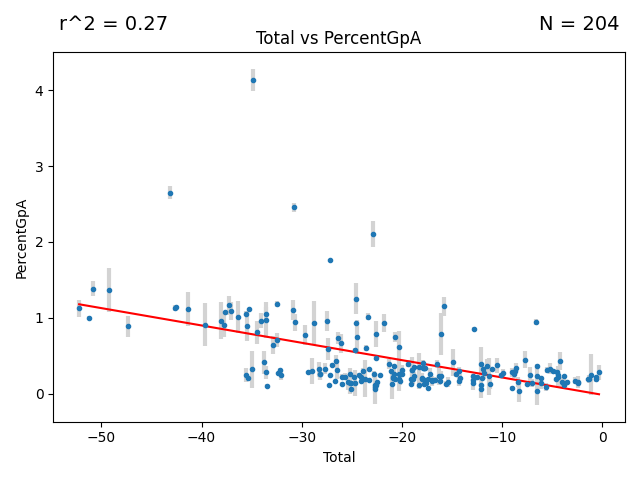 r^2 = 0.27
N = 204
Total vs PercentGpA
4
3
2
1
0
PercentGpA
−50
−40
−30
−20
−10
0
Total